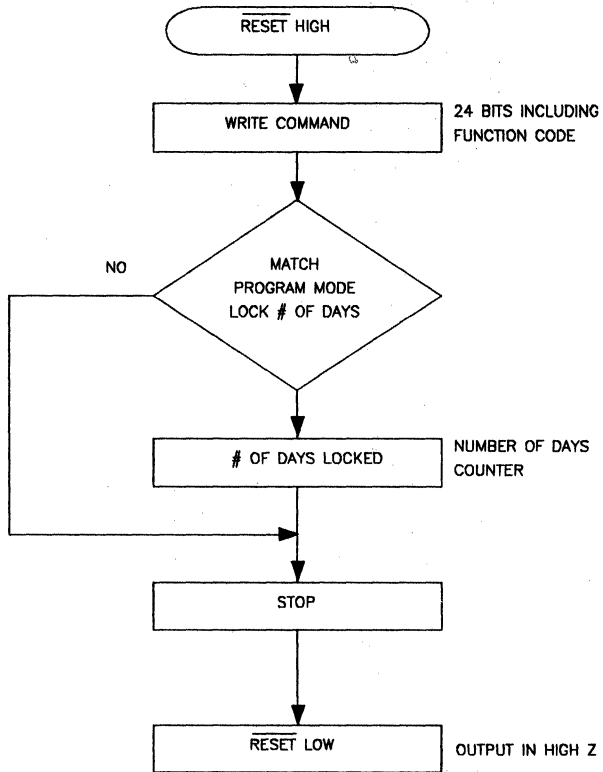 RESET HIGH
WRITE COMMAND
24 BITS INCLUDING
FUNCTION CODE
NO
MATCH
PROGRAM MODE
LOCK # OF DAYS
# OF DAYS LOCKED
NUMBER OF DAYS
COUNTER
STOP
RESET LOW
OUTPUT IN HIGH Z